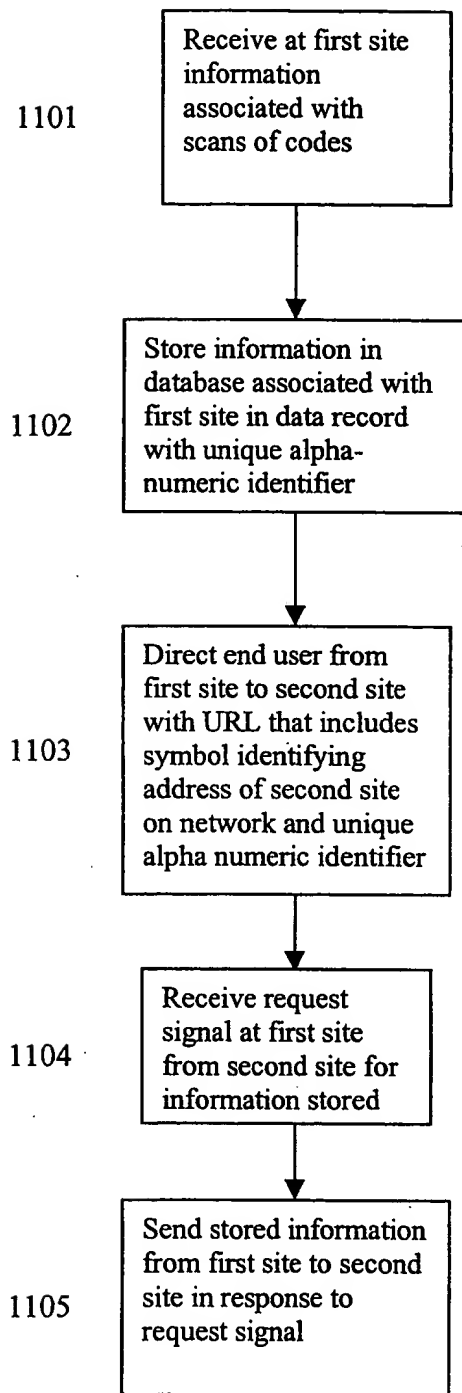 1101
Receive at first site
information
associated with
scans of codes
1102
Store information in
database associated with
first site in data record
with unique alpha-
numeric identifier
1103
Direct end user from
first site to second site
with URL that includes
symbol identifying
address of second site
on network and unique
alpha numeric identifier
1104
Receive request
signal at first site
from second site for
information stored
1105
Send stored information
from first site to second
site in response to
request signal